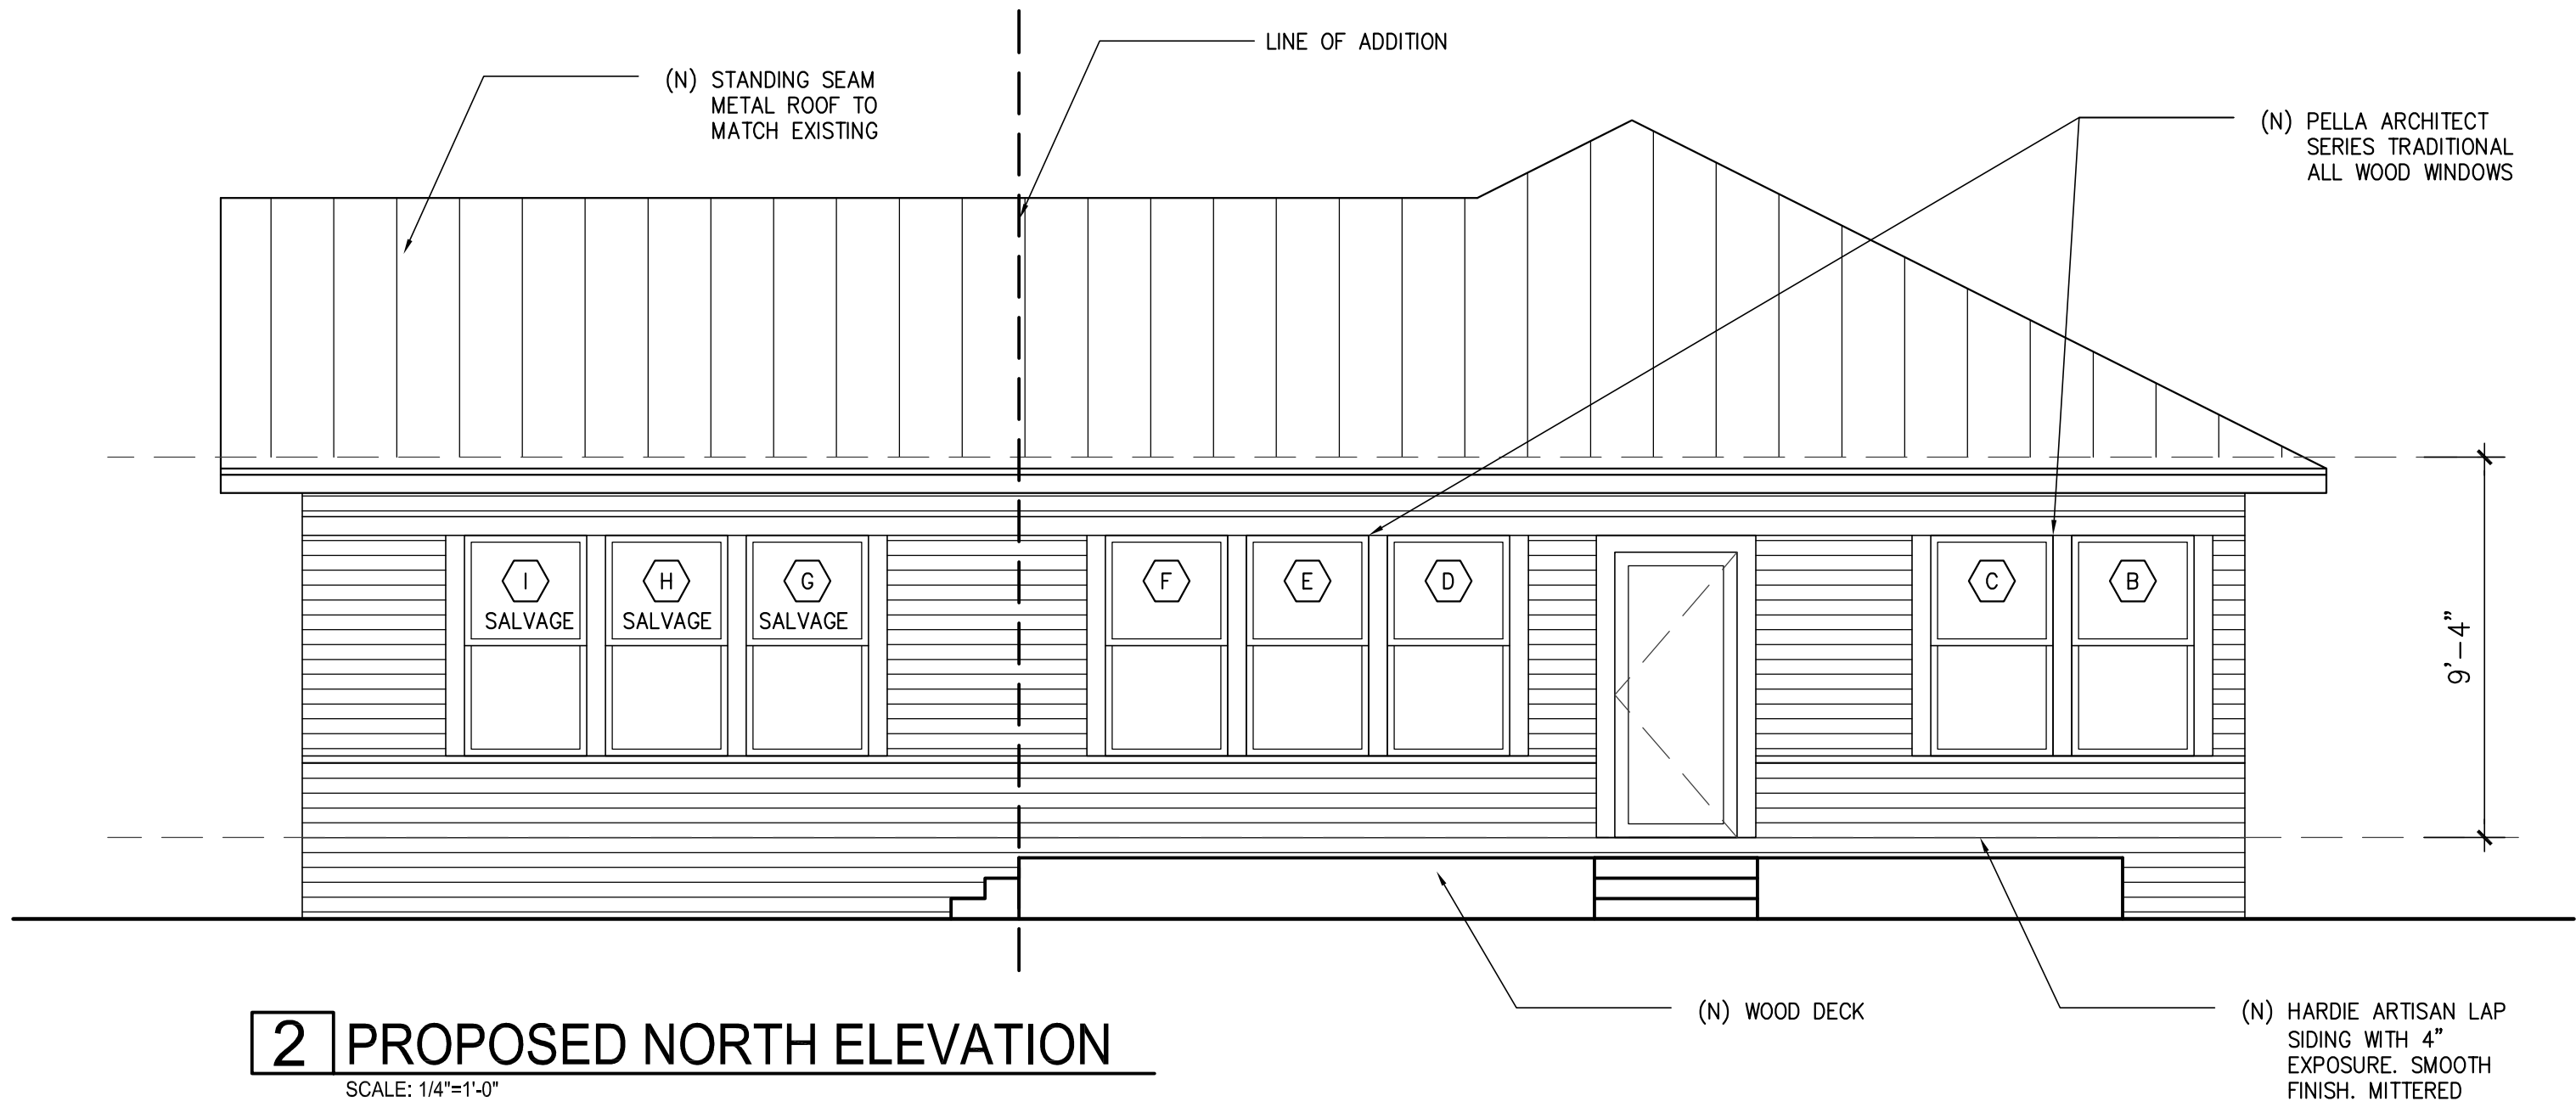 LINE OF ADDITION
(N) STANDING SEAM
METAL ROOF TO
MATCH EXISTING
(N) PELLA ARCHITECT
SERIES TRADITIONAL
ALL WOOD WINDOWS
I
SALVAGE
H
SALVAGE
G
SALVAGE
F
E
D
C
B
9'-4"
(N) WOOD DECK
(N) HARDIE ARTISAN LAP
SIDING WITH 4"
EXPOSURE. SMOOTH
FINISH. MITTERED
2 PROPOSED NORTH ELEVATION
SCALE: 1/4"=1'-0"